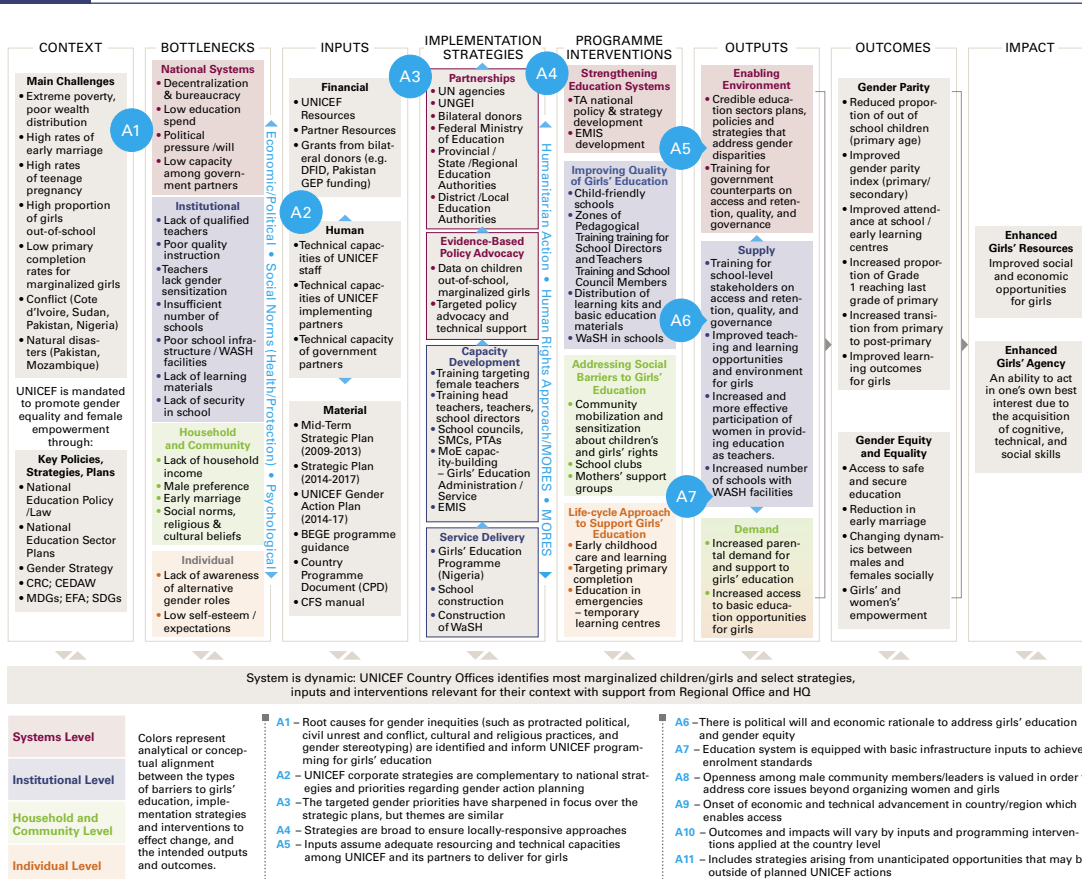 CONTEXT
Main Challenges
• Extreme poverty,
poor wealth
distribution
• High rates of
early marriage
• High rates
of teenage
pregnancy
• High proportion
of girls
out-of-school
• Low primary
completion
rates for
marginalized girls
• Conflict (Cote
d'Ivoire, Sudan,
Pakistan, Nigeria)
• Natural disas-
ters (Pakistan,
Mozambique)
UNICEF is mandated
to promote gender
equality and female
empowerment
through:
Key Policies,
Strategies, Plans
• National
Education Policy
/Law
• National
Education Sector
Plans
• Gender Strategy
• CRC; CEDAW
• MDGs; EFA; SDGs
A1
BOTTLENECKS
National Systems
• Decentralization
& bureaucracy
• Low education
spend
• Political
pressure /will
• Low capacity
among govern-
ment partners
Institutional
• Lack of qualified
teachers
• Poor quality
instruction
• Teachers
lack gender
sensitization
• Insufficient
number of
schools
• Poor school infra-
structure / WASH
facilities
• Lack of learning
materials
• Lack of security
in school
Household
and Community
• Lack of household
income
• Male preference
• Early marriage
• Social norms,
religious &
cultural beliefs
Individual
• Lack of awareness
of alternative
gender roles
• Low self-esteem /
expectations
Economic/Political • Social Norms (Health/Protection) • Psychological
A2
INPUTS
Financial
• UNICEF
Resources
• Partner Resources
• Grants from bilat-
eral donors (e.g.
DFID, Pakistan
GEP funding)
Human
• Technical capac-
ities of UNICEF
staff
• Technical capac-
ities of UNICEF
implementing
partners
• Technical capacity
of government
partners
Material
• Mid-Term
Strategic Plan
(2009-2013)
• Strategic Plan
(2014-2017)
• UNICEF Gender
Action Plan
(2014-17)
• BEGE programme
guidance
• Country
Programme
Document (CPD)
• CFS manual
A3
IMPLEMENTATION
STRATEGIES
Partnerships
• UN agencies
• UNGEI
• Bilateral donors
• Federal Ministry
of Education
• Provincial /
State /Regional
Education
Authorities
• District /Local
Education
Authorities
Evidence-Based
Policy Advocacy
• Data on children
out-of-school,
marginalized girls
• Targeted policy
advocacy and
technical support
Capacity
Development
• Training targeting
female teachers
• Training head
teachers, teachers,
school directors
• School councils,
SMCs, PTAs
• MoE capac-
ity-building
– Girls' Education
Administration /
Service
• EMIS
Service Delivery
• Girls' Education
Programme
(Nigeria)
• School
construction
• Construction
of WaSH
Humanitarian Action • Human Rights Approach/MORES • MORES
A4
PROGRAMME
INTERVENTIONS
Strengthening
Education Systems
• TA national
policy & strategy
development
• EMIS
development
Improving Quality
of Girls' Education
• Child-friendly
schools
• Zones of
Pedagogical
Training training for
School Directors
and Teachers
Training and School
Council Members
• Distribution of
learning kits and
basic education
materials
• WaSH in schools
Addressing Social
Barriers to Girls'
Education
• Community
mobilization and
sensitization
about children's
and girls' rights
• School clubs
• Mothers' support
groups
Life-cycle Approach
to Support Girls'
Education
• Early childhood
care and learning
• Targeting primary
completion
• Education in
emergencies
– temporary
learning centres
A5
A6
A7
OUTPUTS
Enabling
Environment
• Credible educa-
tion sectors plans,
policies and
strategies that
address gender
disparities
• Training for
government
counterparts on
access and reten-
tion, quality, and
governance
Supply
• Training for
school-level
stakeholders on
access and reten-
tion, quality, and
governance
• Improved teach-
ing and learning
opportunities
and environment
for girls
• Increased and
more effective
participation of
women in provid-
ing education
as teachers.
• Increased number
of schools with
WASH facilities
Demand
• Increased paren-
tal demand for
and support to
girls' education
• Increased access
to basic educa-
tion opportunities
for girls
OUTCOMES
Gender Parity
• Reduced propor-
tion of out of
school children
(primary age)
• Improved
gender parity
index (primary/
secondary)
• Improved attend-
ance at school /
early learning
centres
• Increased propor-
tion of Grade
1 reaching last
grade of primary
• Increased transi-
tion from primary
to post-primary
• Improved learn-
ing outcomes
for girls
Gender Equity
and Equality
• Access to safe
and secure
education
• Reduction in
early marriage
• Changing dynam-
ics between
males and
females socially
• Girls' and
women's'
empowerment
IMPACT
Enhanced
Girls' Resources
Improved social
and economic
opportunities
for girls
Enhanced
Girls' Agency
An ability to act
in one's own best
interest due to
the acquisition
of cognitive,
technical, and
social skills
System is dynamic: UNICEF Country Offices identifies most marginalized children/girls and select strategies,
inputs and interventions relevant for their context with support from Regional Office and HQ
Systems Level
Institutional Level
Household and
Community Level
Individual Level
Colors represent
analytical or concep-
tual alignment
between the types
of barriers to girls'
education, imple-
mentation strategies
and interventions to
effect change, and
the intended outputs
and outcomes.
A1 – Root causes for gender inequities (such as protracted political,
civil unrest and conflict, cultural and religious practices, and
gender stereotyping) are identified and inform UNICEF program-
ming for girls' education
A2 – UNICEF corporate strategies are complementary to national strat-
egies and priorities regarding gender action planning
A3 – The targeted gender priorities have sharpened in focus over the
strategic plans, but themes are similar
A4 – Strategies are broad to ensure locally-responsive approaches
A5 – Inputs assume adequate resourcing and technical capacities
among UNICEF and its partners to deliver for girls
A6 – There is political will and economic rationale to address girls' education
and gender equity
A7 – Education system is equipped with basic infrastructure inputs to achieve
enrolment standards
A8 – Openness among male community members/leaders is valued in order
address core issues beyond organizing women and girls
A9 – Onset of economic and technical advancement in country/region which
enables access
A10 – Outcomes and impacts will vary by inputs and programming interven-
tions applied at the country level
A11 – Includes strategies arising from unanticipated opportunities that may
outside of planned UNICEF actions